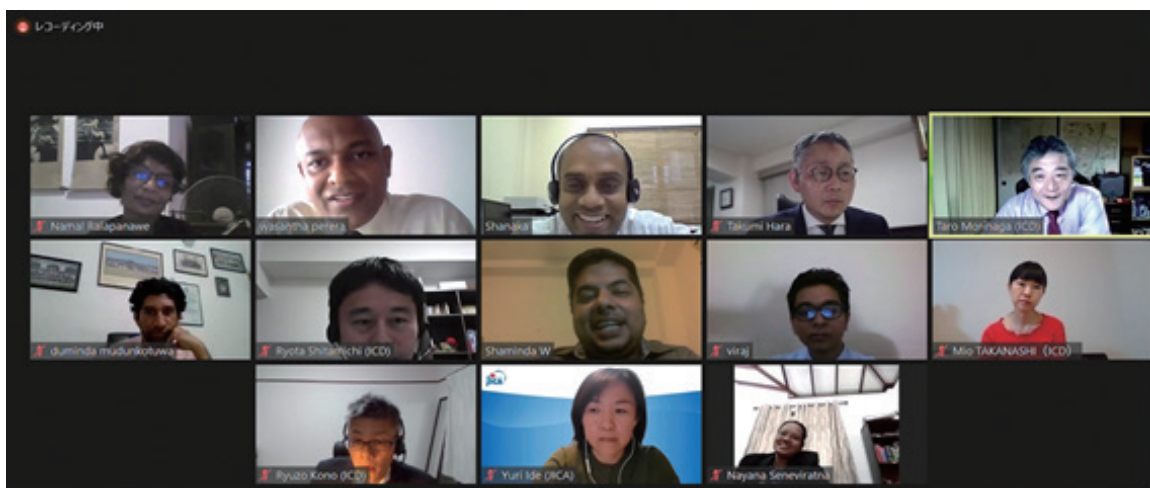 レコーディング中
Namal Ralapanawe
wasantha perera
Shanaka
Takumi Hara
Taro Morinaga (ICD)
duminda mudunkotuwa
Ryota Shitamichi (ICD)
Shaminda W
viraj
Mio TAKANASHI（ICD）
JICA
Ryuzo Kono (ICD)
Yuri Ide (JICA)
Nayana Seneviratna